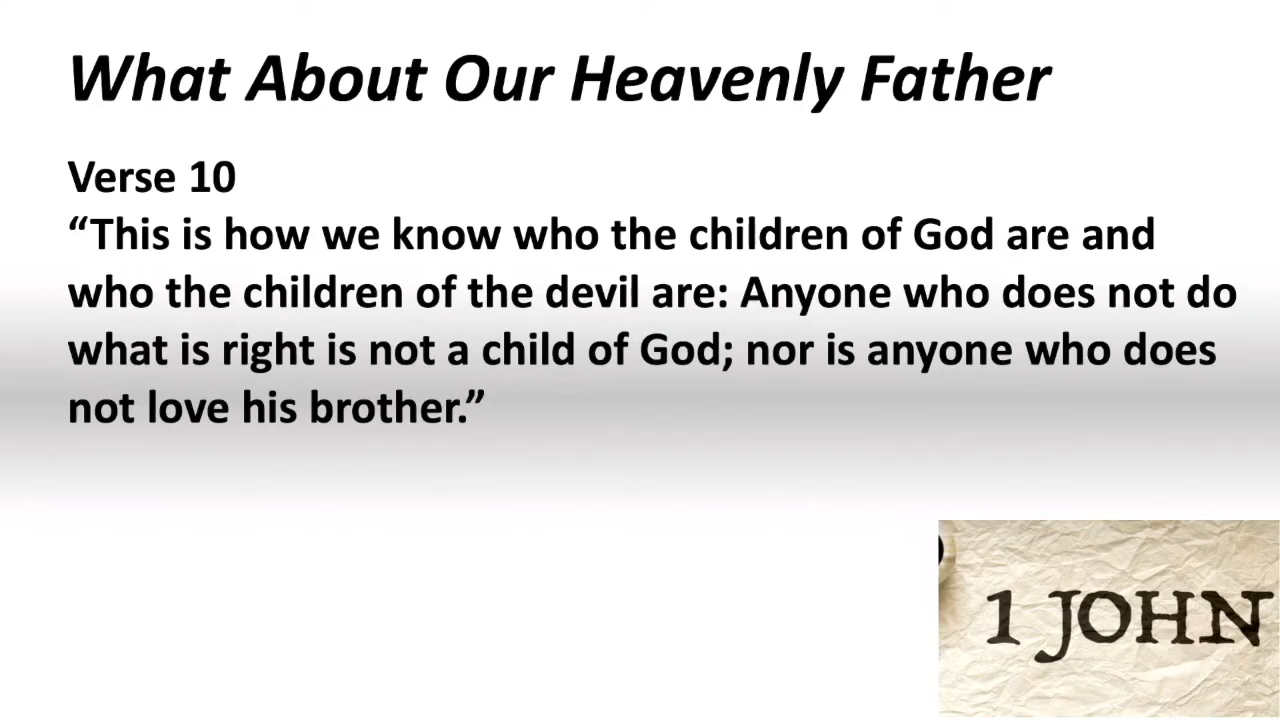 What About Our Heavenly Father
Verse 10
“This is how we know who the children of God are and
who the children of the devil are: Anyone who does not do
what is right is not a child of God; nor is anyone who does
not love his brother.”
1 JOHN